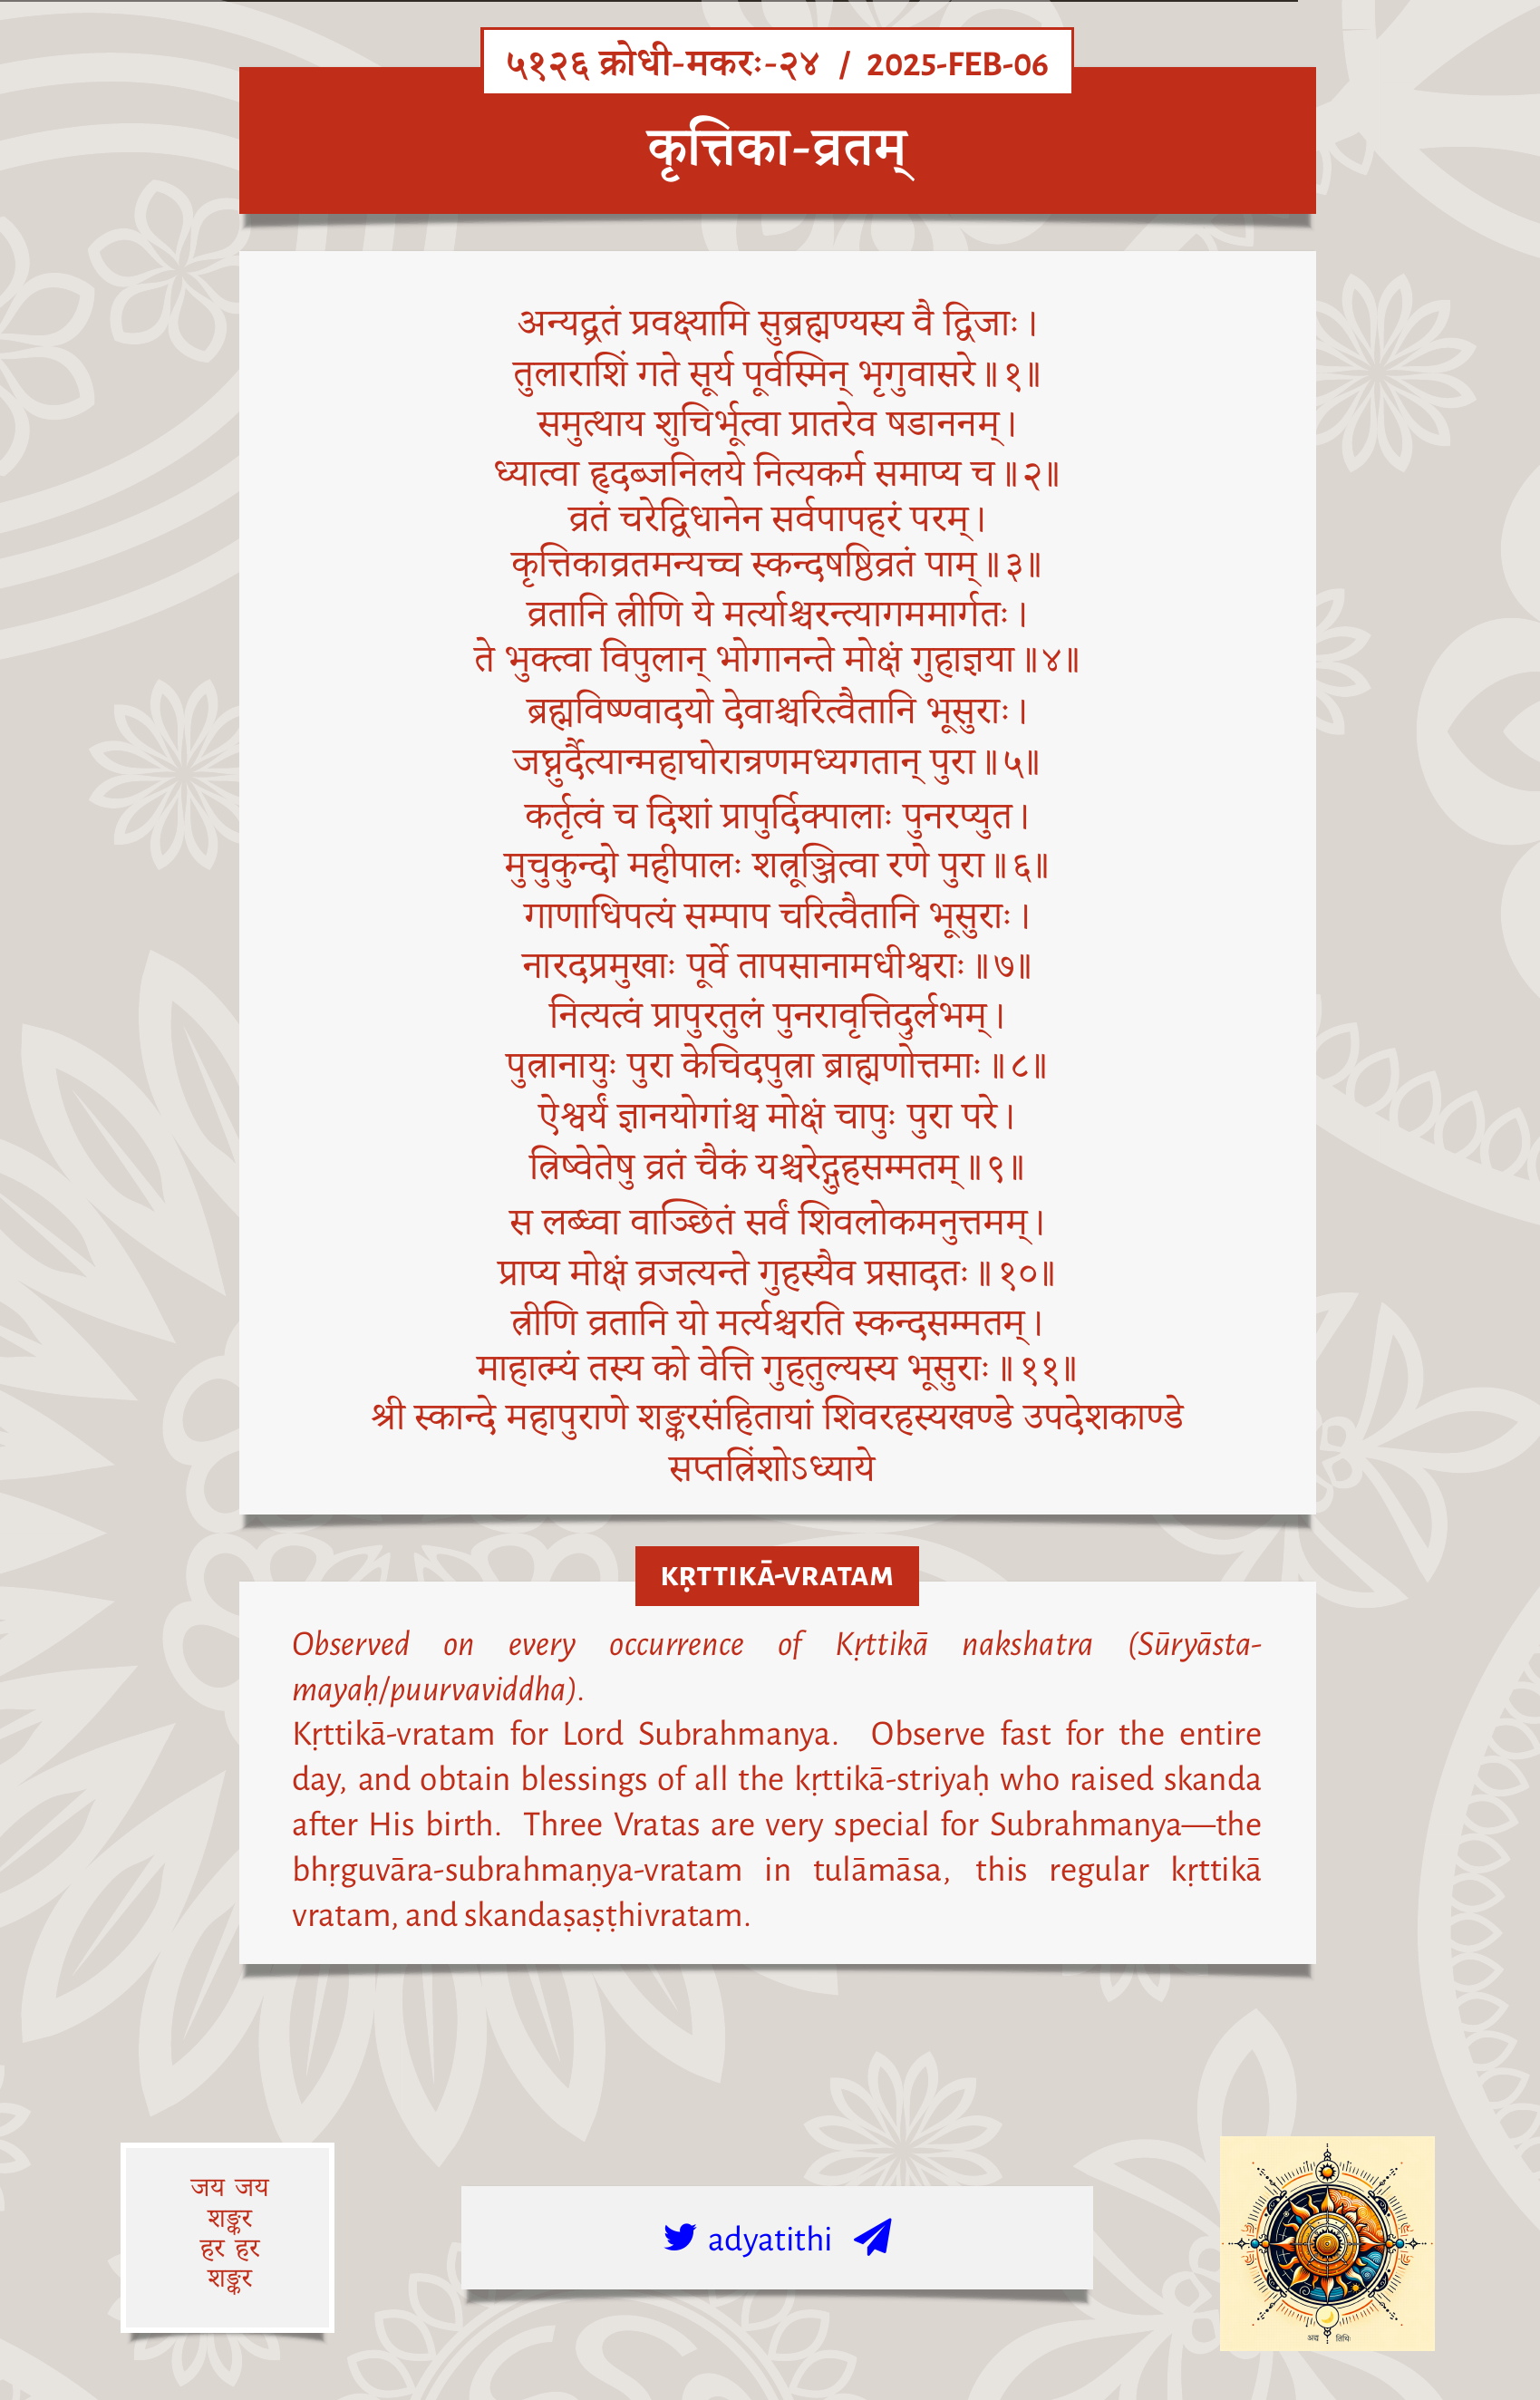 ५१२६ क्रोधी-मकरः-२४ / 2025-FEB-06
कृत्तिका-व्रतम्
अन्यद्व्रतं प्रवक्ष्यामि सुब्रह्मण्यस्य वै द्विजाः ।
तुलाराशिं गते सूर्य पूर्वस्मिन् भृगुवासरे॥१॥
समुत्थाय शुचिर्भूत्वा प्रातरेव षडाननम्।
ध्यात्वा हृदब्जनिलये नित्यकर्म समाप्य च॥२॥
व्रतं चरेद्विधानेन सर्वपापहरं परम्।
कृत्तिकाव्रतमन्यच्च स्कन्दषष्ठिव्रतं पाम्॥३॥
व्रतानि त्रीणि ये मर्त्याश्चरन्त्यागममार्गतः ।
ते भुक्त्वा विपुलान् भोगानन्ते मोक्षं गुहाज्ञया॥४॥
ब्रह्मविष्ण्वादयो देवाश्चरित्वैतानि भूसुराः ।
जघ्नुर्दैत्यान्महाघोरान्रणमध्यगतान् पुरा॥५॥
कर्तृत्वं च दिशां प्रापुर्दिक्पालाः पुनरप्युत।
मुचुकुन्दो महीपालः शत्रूञ्जित्वा रणे पुरा॥६॥
गाणाधिपत्यं सम्पाप चरित्वैतानि भूसुराः ।
नारदप्रमुखाः पूर्वे तापसानामधीश्वराः ॥७॥
नित्यत्वं प्रापुरतुलं पुनरावृत्तिदुर्लभम्।
पुत्रानायुः पुरा केचिदपुत्रा ब्राह्मणोत्तमाः ॥८॥
ऐश्वर्यं ज्ञानयोगांश्च मोक्षं चापुः पुरा परे।
त्रिष्वेतेषु व्रतं चैकं यश्चरेद्गुहसम्मतम्॥९॥
स लब्ध्वा वाञ्छितं सर्वं शिवलोकमनुत्तमम्।
प्राप्य मोक्षं व्रजत्यन्ते गुहस्यैव प्रसादतः ॥१०॥
त्रीणि व्रतानि यो मर्त्यश्चरति स्कन्दसम्मतम्।
माहात्म्यं तस्य को वेत्ति गुहतुल्यस्य भूसुराः ॥११॥
श्री स्कान्दे महापुराणे शङ्करसंहितायां शिवरहस्यखण्डे उपदेशकाण्डे
सप्तत्रिंशोऽध्याये
KṚTTIKĀ-VRATAM
Observed on every occurrence of Kṛttikā nakshatra (Sūryāsta-
mayaḥ/puurvaviddha).
Kṛttikā-vratam for Lord Subrahmanya. Observe fast for the entire
day, and obtain blessings of all the kṛttikā-striyaḥ who raised skanda
after His birth. Three Vratas are very special for Subrahmanya—the
bhṛguvāra-subrahmaṇya-vratam in tulāmāsa, this regular kṛttikā
vratam, and skandaṣaṣṭhivratam.
जय जय
शङ्कर
हर हर
शङ्कर
adyatithi
अद्य तिथिः